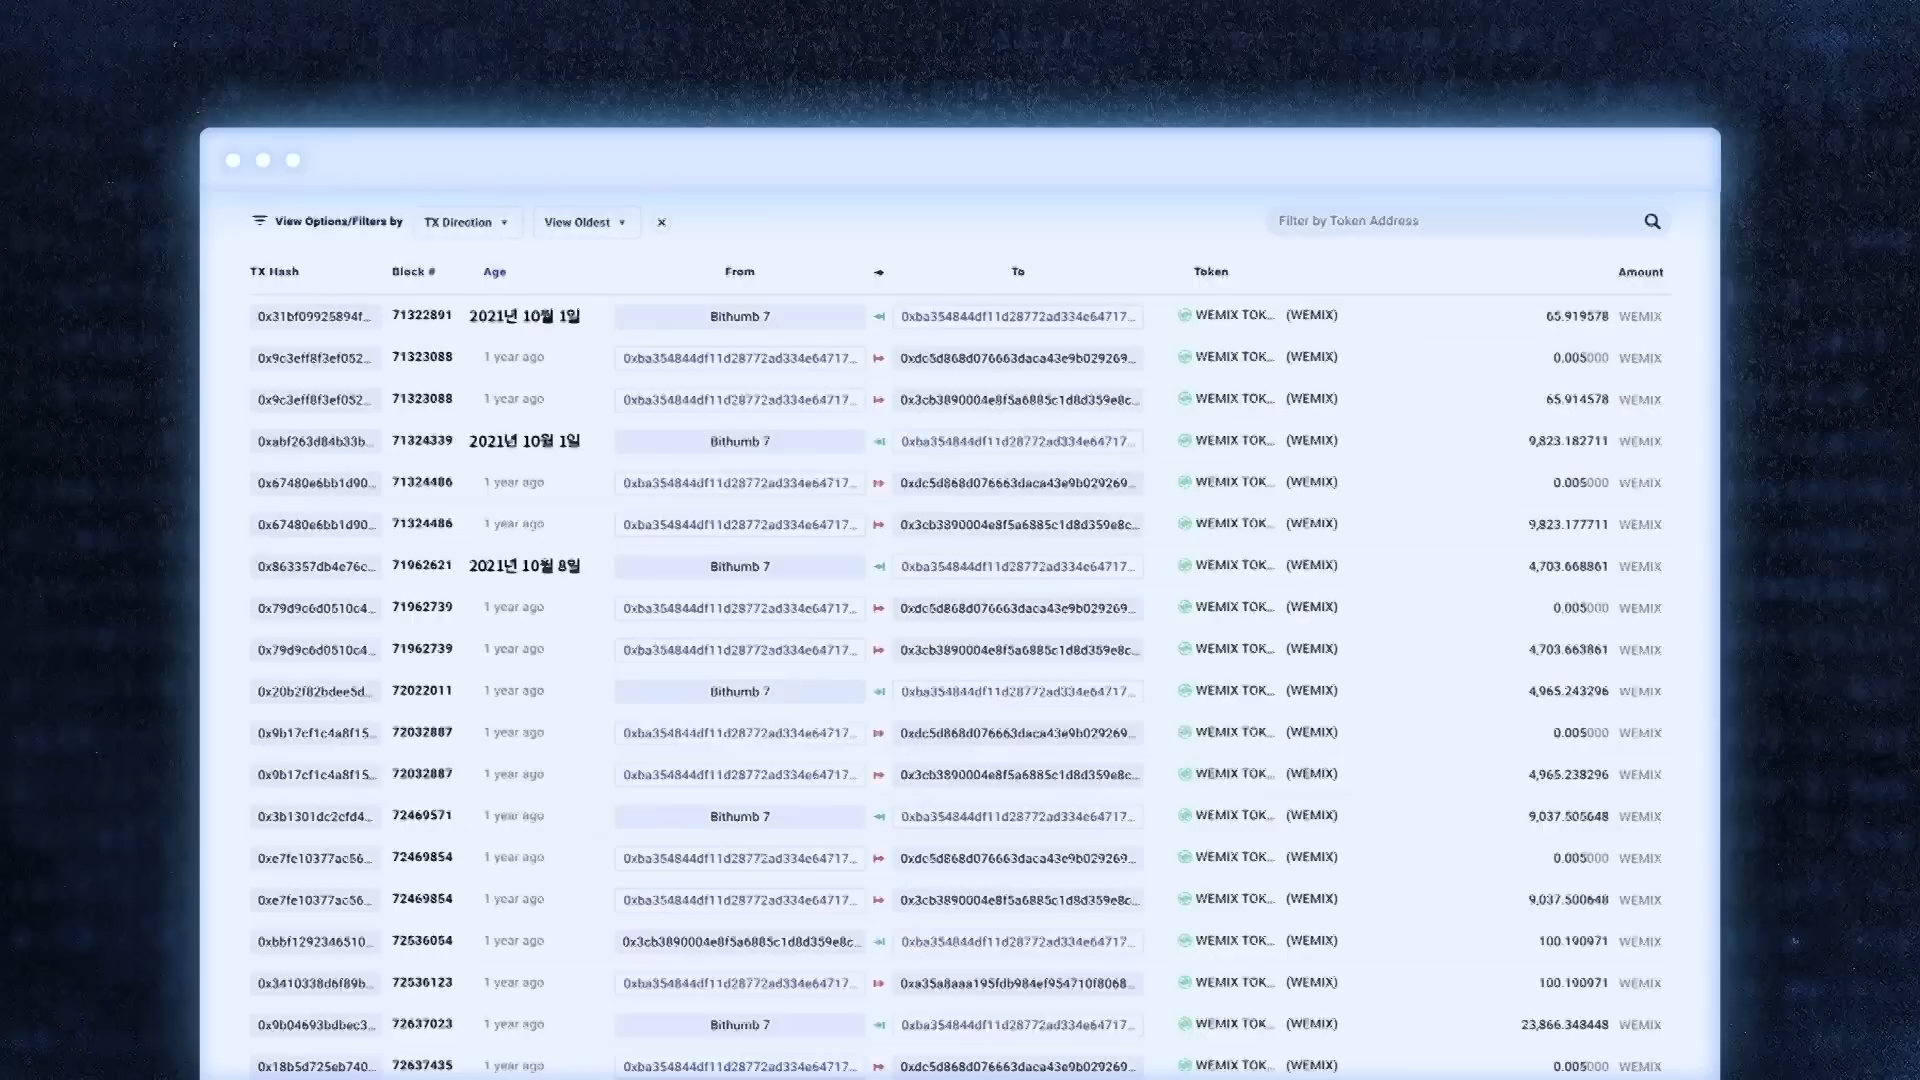 View Options/Filters by TX Direction View Oldest × Filter by Token Address
TX Hash Block # Age From To Token Amount
0x31bf09925894f... 71322891 2021년 10월 1일 Bithumb 7 0xba354844df11d28772ad334e64717... WEMIX TOK... (WEMIX) 65.919578 WEMIX
0x9c3eff8f3ef052... 71323088 1 year ago 0xba354844df11d28772ad334e64717... 0xdc5d868d076663daca43e9b029269... WEMIX TOK... (WEMIX) 0.005000 WEMIX
0x9c3eff8f3ef052... 71323088 1 year ago 0xba354844df11d28772ad334e64717... 0x3cb3890004e8f5a6885c1d8d359e8c... WEMIX TOK... (WEMIX) 65.914578 WEMIX
0xabf263d84b33b... 71324339 2021년 10월 1일 Bithumb 7 0xba354844df11d28772ad334e64717... WEMIX TOK... (WEMIX) 9,823.182711 WEMIX
0x67480e6bb1d90... 71324486 1 year ago 0xba354844df11d28772ad334e64717... 0xdc5d868d076663daca43e9b029269... WEMIX TOK... (WEMIX) 0.005000 WEMIX
0x67480e6bb1d90... 71324486 1 year ago 0xba354844df11d28772ad334e64717... 0x3cb3890004e8f5a6885c1d8d359e8c... WEMIX TOK... (WEMIX) 9,823.177711 WEMIX
0x863357db4e76c... 71962621 2021년 10월 8일 Bithumb 7 0xba354844df11d28772ad334e64717... WEMIX TOK... (WEMIX) 4,703.668861 WEMIX
0x79d9c6d0510c4... 71962739 1 year ago 0xba354844df11d28772ad334e64717... 0xdc5d868d076663daca43e9b029269... WEMIX TOK... (WEMIX) 0.005000 WEMIX
0x79d9c6d0510c4... 71962739 1 year ago 0xba354844df11d28772ad334e64717... 0x3cb3890004e8f5a6885c1d8d359e8c... WEMIX TOK... (WEMIX) 4,703.663861 WEMIX
0x20b2f82bdee5d... 72022011 1 year ago Bithumb 7 0xba354844df11d28772ad334e64717... WEMIX TOK... (WEMIX) 4,965.243296 WEMIX
0x9b17cf1c4a8f15... 72032887 1 year ago 0xba354844df11d28772ad334e64717... 0xdc5d868d076663daca43e9b029269... WEMIX TOK... (WEMIX) 0.005000 WEMIX
0x9b17cf1c4a8f15... 72032887 1 year ago 0xba354844df11d28772ad334e64717... 0x3cb3890004e8f5a6885c1d8d359e8c... WEMIX TOK... (WEMIX) 4,965.238296 WEMIX
0x3b1301dc2cfd4... 72469571 1 year ago Bithumb 7 0xba354844df11d28772ad334e64717... WEMIX TOK... (WEMIX) 9,037.505648 WEMIX
0xe7fe10377ac56... 72469854 1 year ago 0xba354844df11d28772ad334e64717... 0xdc5d868d076663daca43e9b029269... WEMIX TOK... (WEMIX) 0.005000 WEMIX
0xe7fe10377ac56... 72469854 1 year ago 0xba354844df11d28772ad334e64717... 0x3cb3890004e8f5a6885c1d8d359e8c... WEMIX TOK... (WEMIX) 9,037.500648 WEMIX
0xbbf1292346510... 72536054 1 year ago 0x3cb3890004e8f5a6885c1d8d359e8c... 0xba354844df11d28772ad334e64717... WEMIX TOK... (WEMIX) 100.190971 WEMIX
0x3410338d6f89b... 72536123 1 year ago 0xba354844df11d28772ad334e64717... 0xa35a8aaa195fdb984ef954710f8068... WEMIX TOK... (WEMIX) 100.190971 WEMIX
0x9b04693bdbec3... 72637023 1 year ago Bithumb 7 0xba354844df11d28772ad334e64717... WEMIX TOK... (WEMIX) 23,866.348448 WEMIX
0x18b5d725eb740... 72637435 1 year ago 0xba354844df11d28772ad334e64717... 0xdc5d868d076663daca43e9b029269... WEMIX TOK... (WEMIX) 0.005000 WEMIX